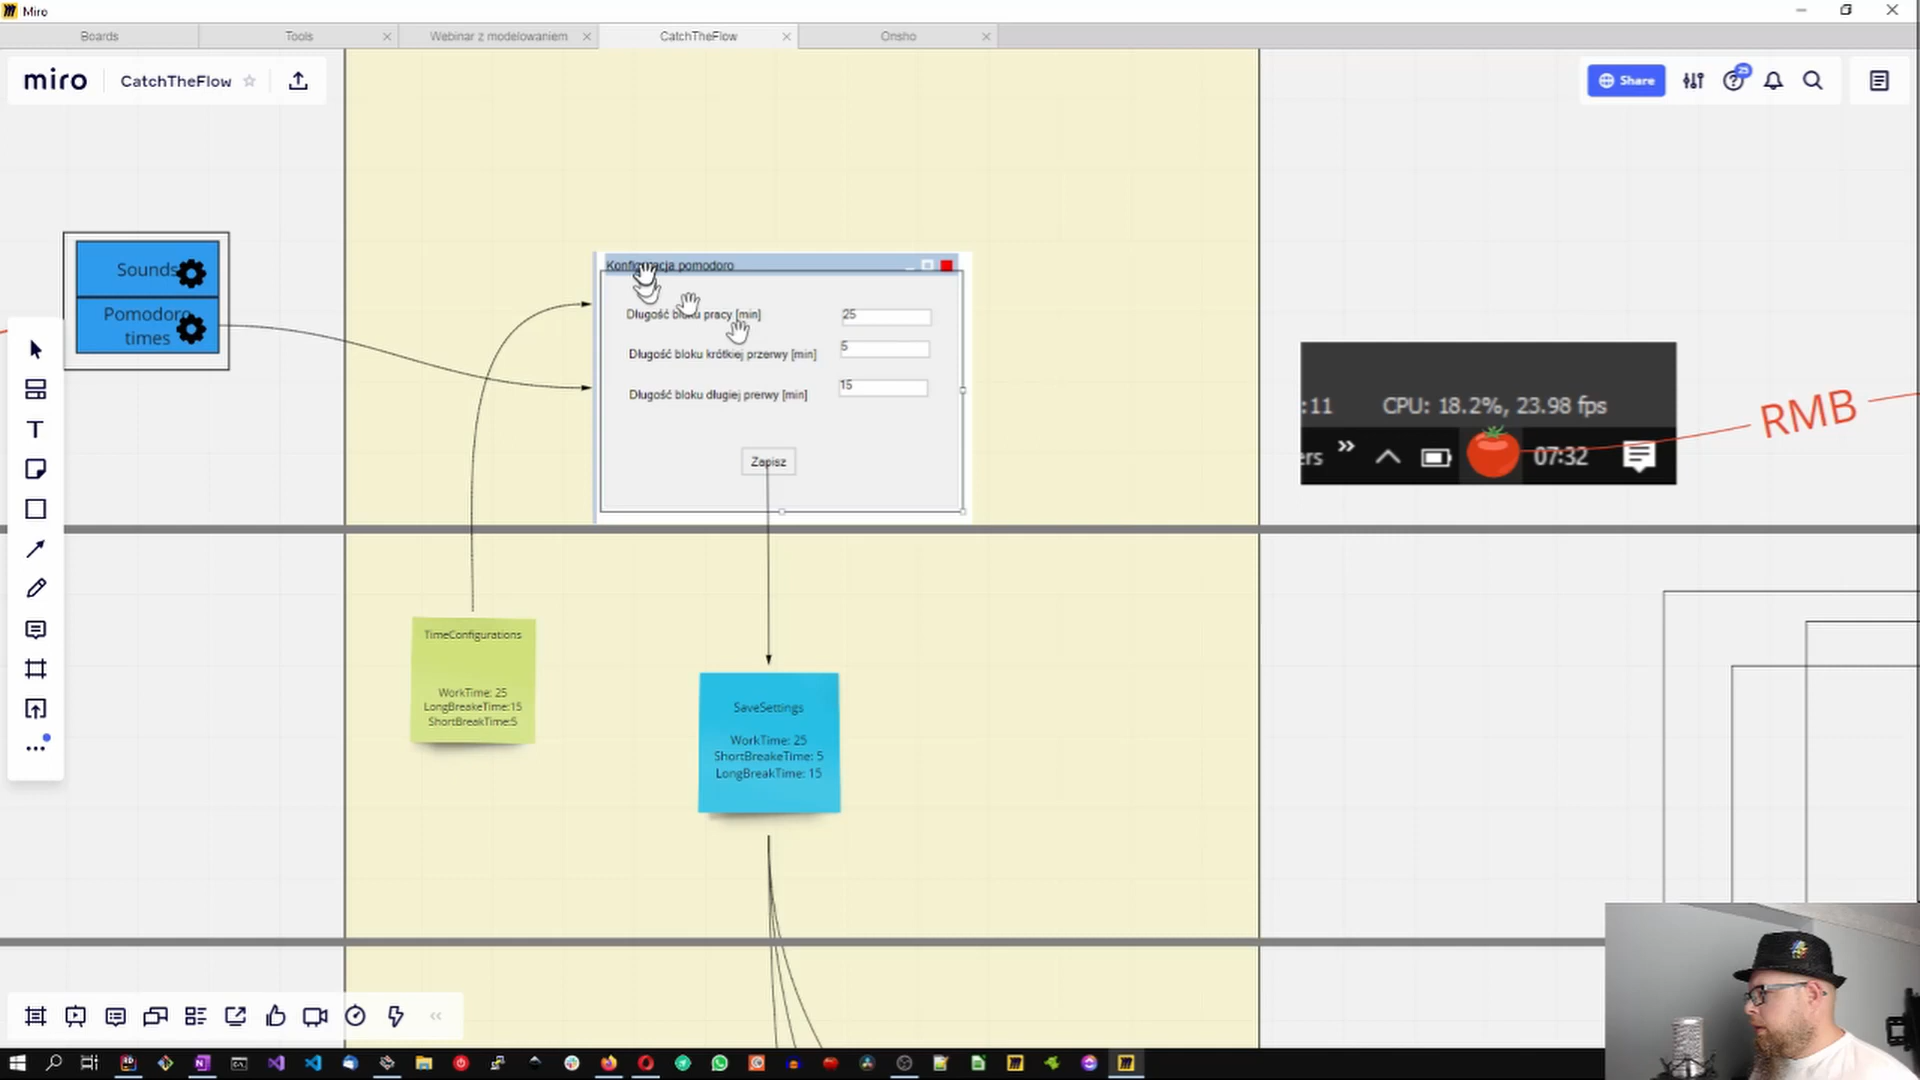 Miro
Boards
Tools
Webinar z modelowaniem
CatchTheFlow
Onsho
miro
CatchTheFlow
Share
25
Sounds
Pomodoro
times
Konfiguracja pomodoro
Długość bloku pracy [min]
25
Długość bloku krótkiej przerwy [min]
5
Długość bloku długiej prerwy [min]
15
Zapisz
:11
CPU: 18.2%, 23.98 fps
ers
07:32
RMB
TimeConfigurations
WorkTime: 25
LongBreakeTime:15
ShortBreakTime:5
SaveSettings
WorkTime: 25
ShortBreakeTime: 5
LongBreakTime: 15